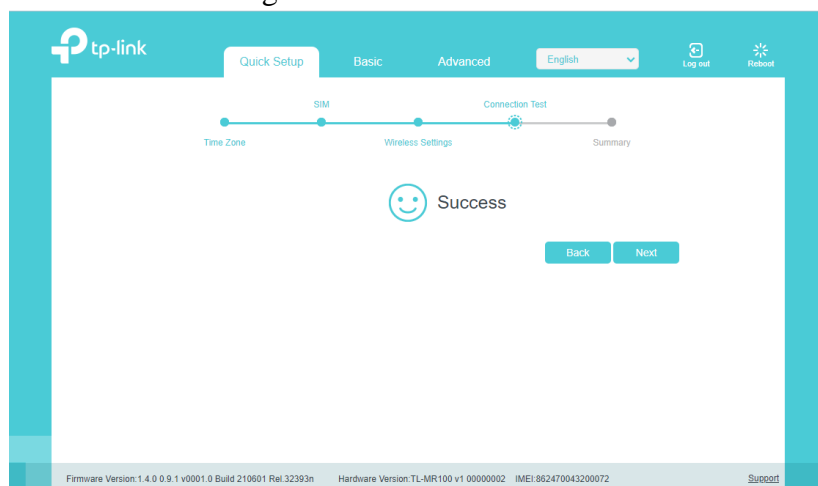 tp-link
Quick Setup Basic Advanced English Log out Reboot
SIM Connection Test
Time Zone Wireless Settings Summary
Success
Back Next
Firmware Version:1.4.0 0.9.1 v0001.0 Build 210601 Rel.32393n Hardware Version:TL-MR100 v1 00000002 IMEI:862470043200072 Support